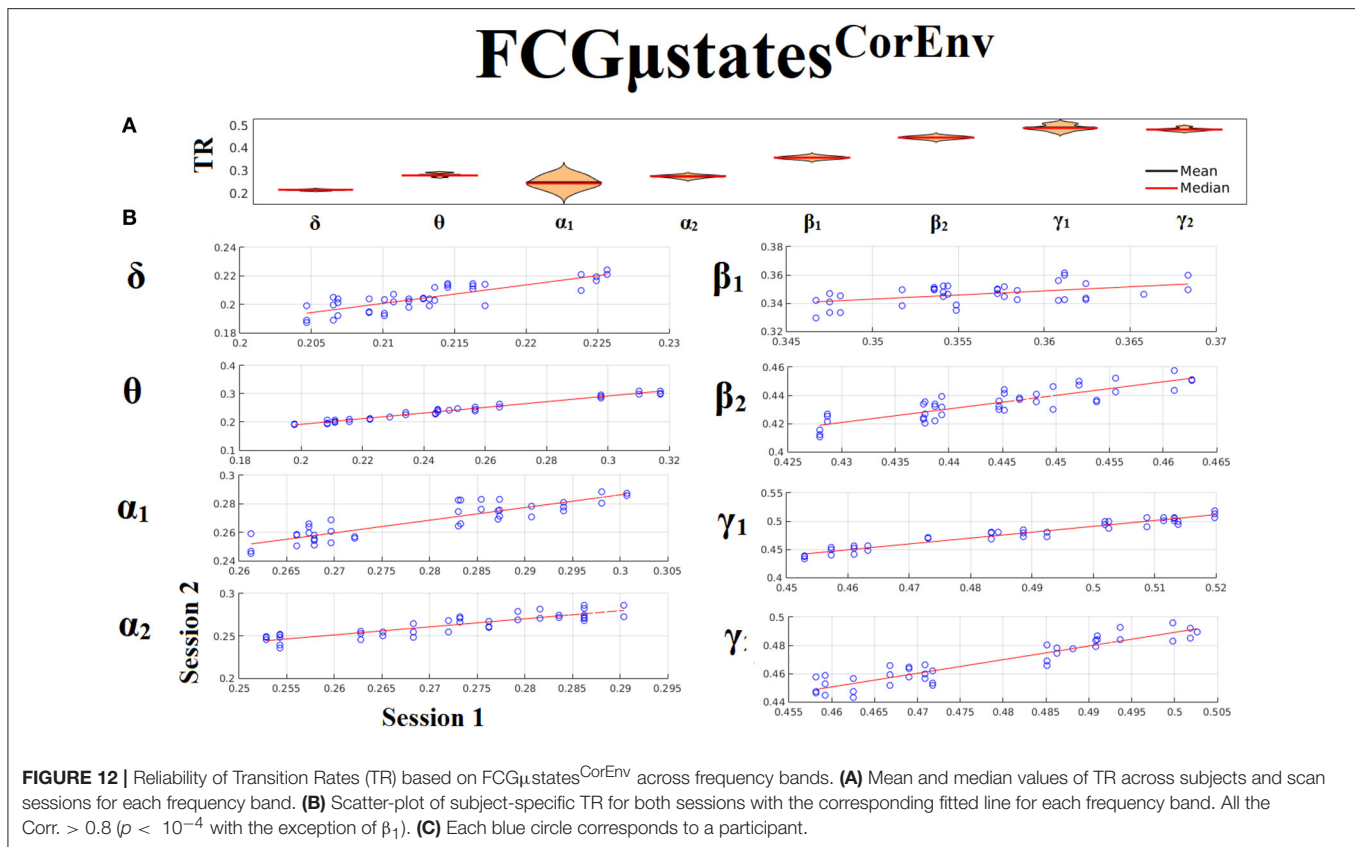 FCGμstates^CorEnv
A
TR
0.5
0.4
0.3
0.2
Mean
Median
B
δ θ α1 α2 β1 β2 γ1 γ2
δ
0.24
0.22
0.2
0.18
0.2 0.205 0.21 0.215 0.22 0.225 0.23
β1
0.38
0.36
0.34
0.32
0.345 0.35 0.355 0.36 0.365 0.37
θ
0.4
0.3
0.2
0.1
0.18 0.2 0.22 0.24 0.26 0.28 0.3 0.32
β2
0.46
0.44
0.42
0.4
0.425 0.43 0.435 0.44 0.445 0.45 0.455 0.46 0.465
α1
0.3
0.28
0.26
0.24
0.26 0.265 0.27 0.275 0.28 0.285 0.29 0.295 0.3 0.305
γ1
0.55
0.5
0.45
0.4
0.45 0.46 0.47 0.48 0.49 0.5 0.51 0.52
α2
Session 2
0.3
0.25
0.2
0.25 0.255 0.26 0.265 0.27 0.275 0.28 0.285 0.29 0.295
Session 1
γ2
0.5
0.48
0.46
0.44
0.455 0.46 0.465 0.47 0.475 0.48 0.485 0.49 0.495 0.5 0.505
FIGURE 12 | Reliability of Transition Rates (TR) based on FCGμstates^CorEnv across frequency bands. (A) Mean and median values of TR across subjects and scan
sessions for each frequency band. (B) Scatter-plot of subject-specific TR for both sessions with the corresponding fitted line for each frequency band. All the
Corr. > 0.8 (p < 10−4 with the exception of β1). (C) Each blue circle corresponds to a participant.